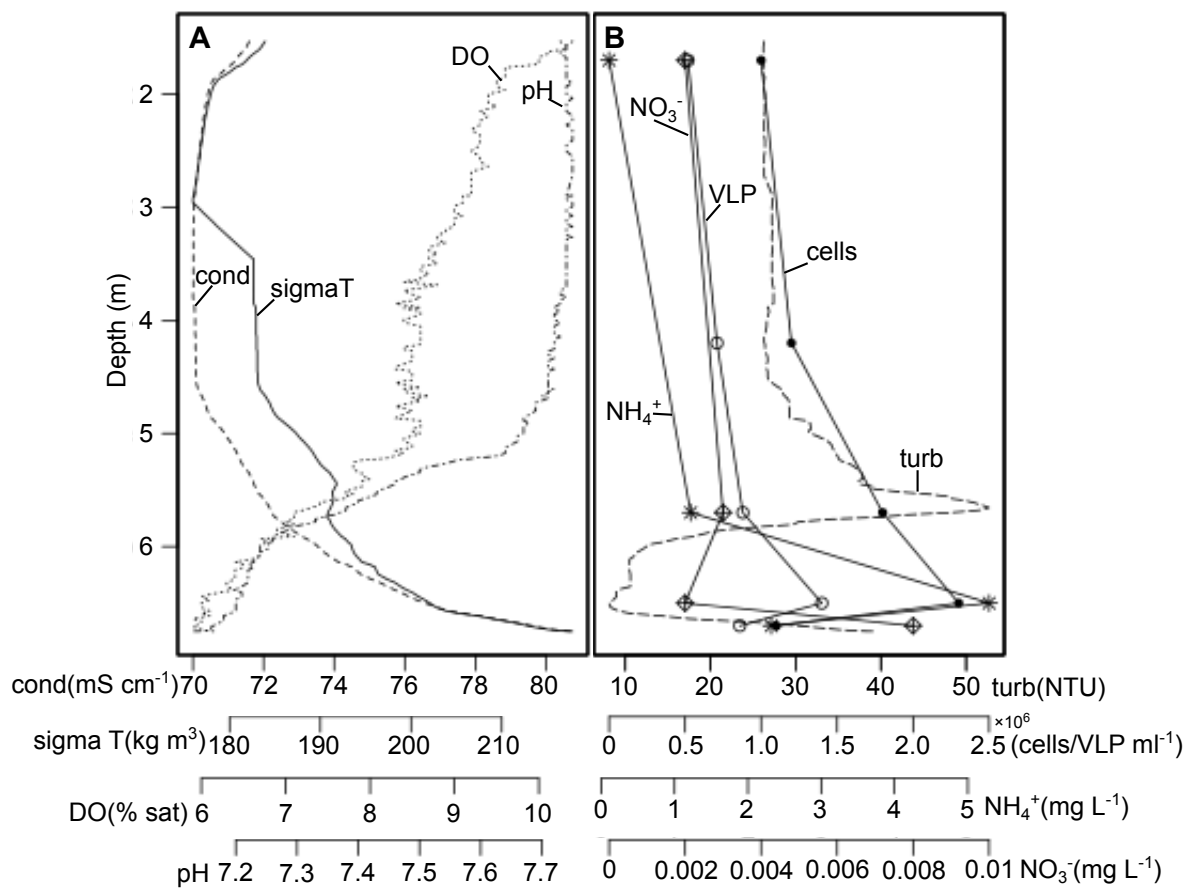 A
B
DO
pH
NO₃⁻
VLP
cond
sigmaT
cells
NH₄⁺
turb
Depth (m)
2
3
4
5
6
cond(mS cm⁻¹) 70 72 74 76 78 80
10 20 30 40 50 turb(NTU)
sigma T(kg m³) 180 190 200 210
0 0.5 1.0 1.5 2.0 2.5 ×10⁶ (cells/VLP ml⁻¹)
DO(% sat) 6 7 8 9 10
0 1 2 3 4 5 NH₄⁺(mg L⁻¹)
pH 7.2 7.3 7.4 7.5 7.6 7.7
0 0.002 0.004 0.006 0.008 0.01 NO₃⁻(mg L⁻¹)